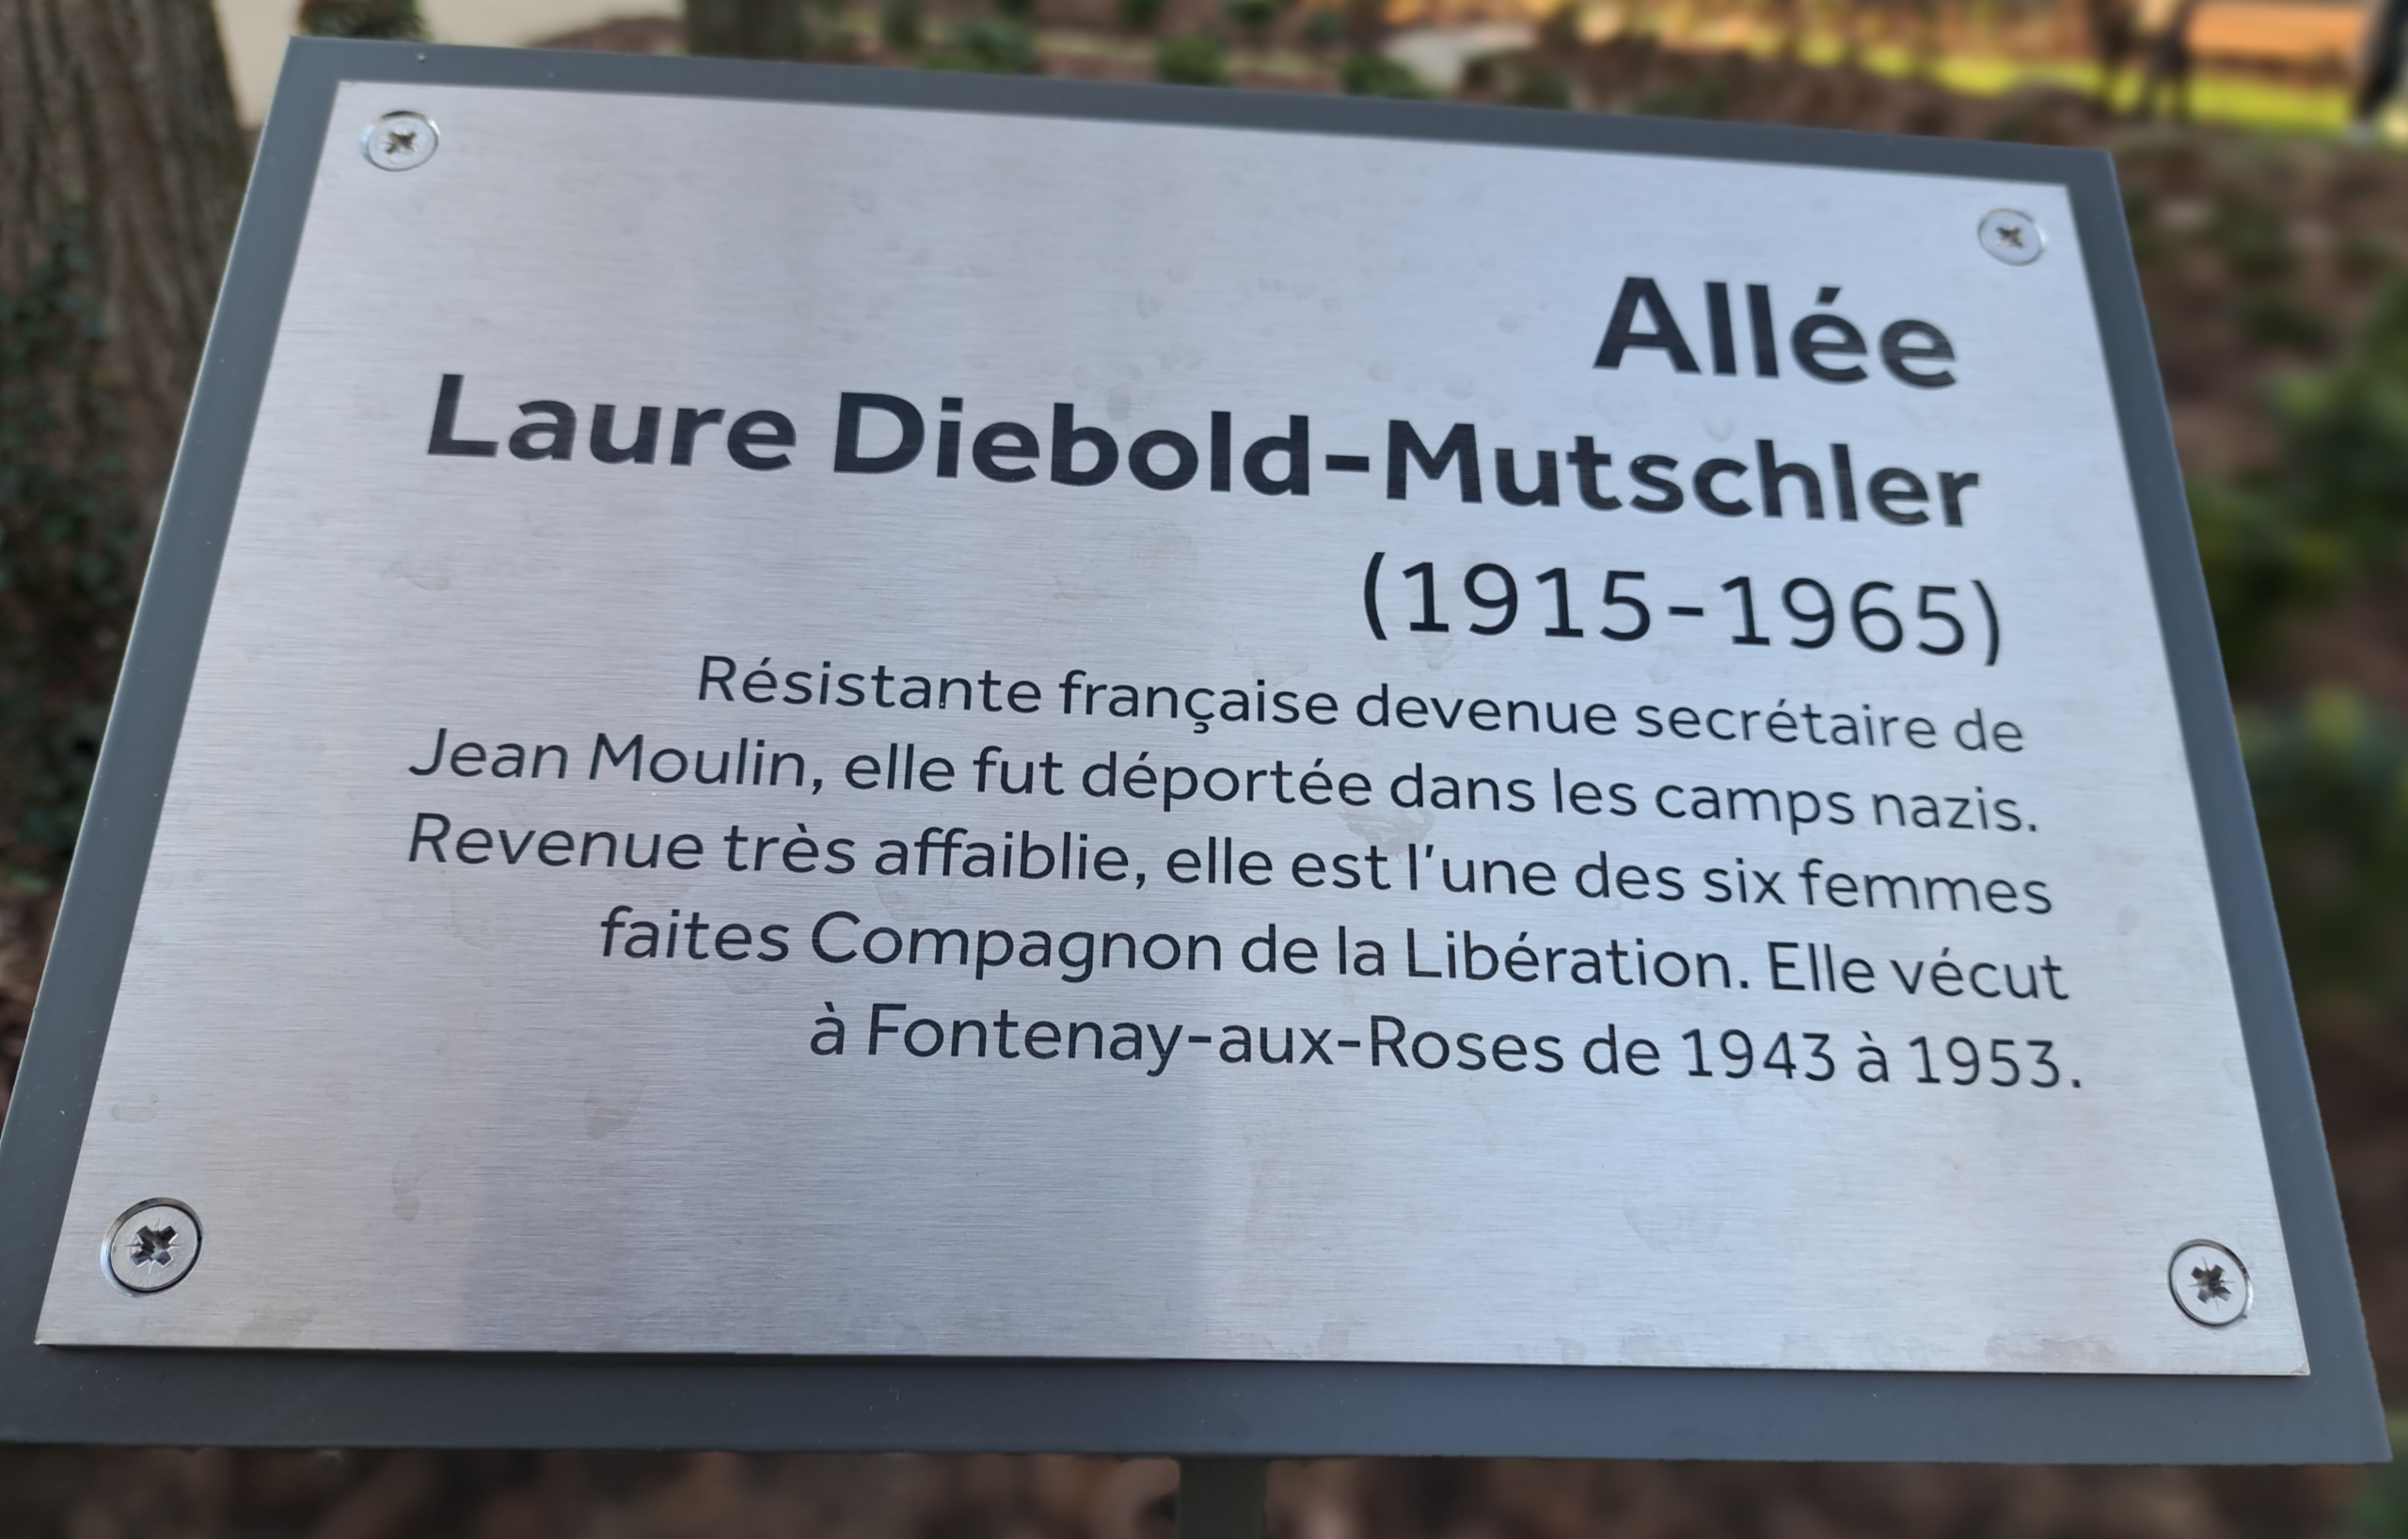 Allée
Laure Diebold-Mutschler
(1915-1965)
Résistante française devenue secrétaire de
Jean Moulin, elle fut déportée dans les camps nazis.
Revenue très affaiblie, elle est l'une des six femmes
faites Compagnon de la Libération. Elle vécut
à Fontenay-aux-Roses de 1943 à 1953.